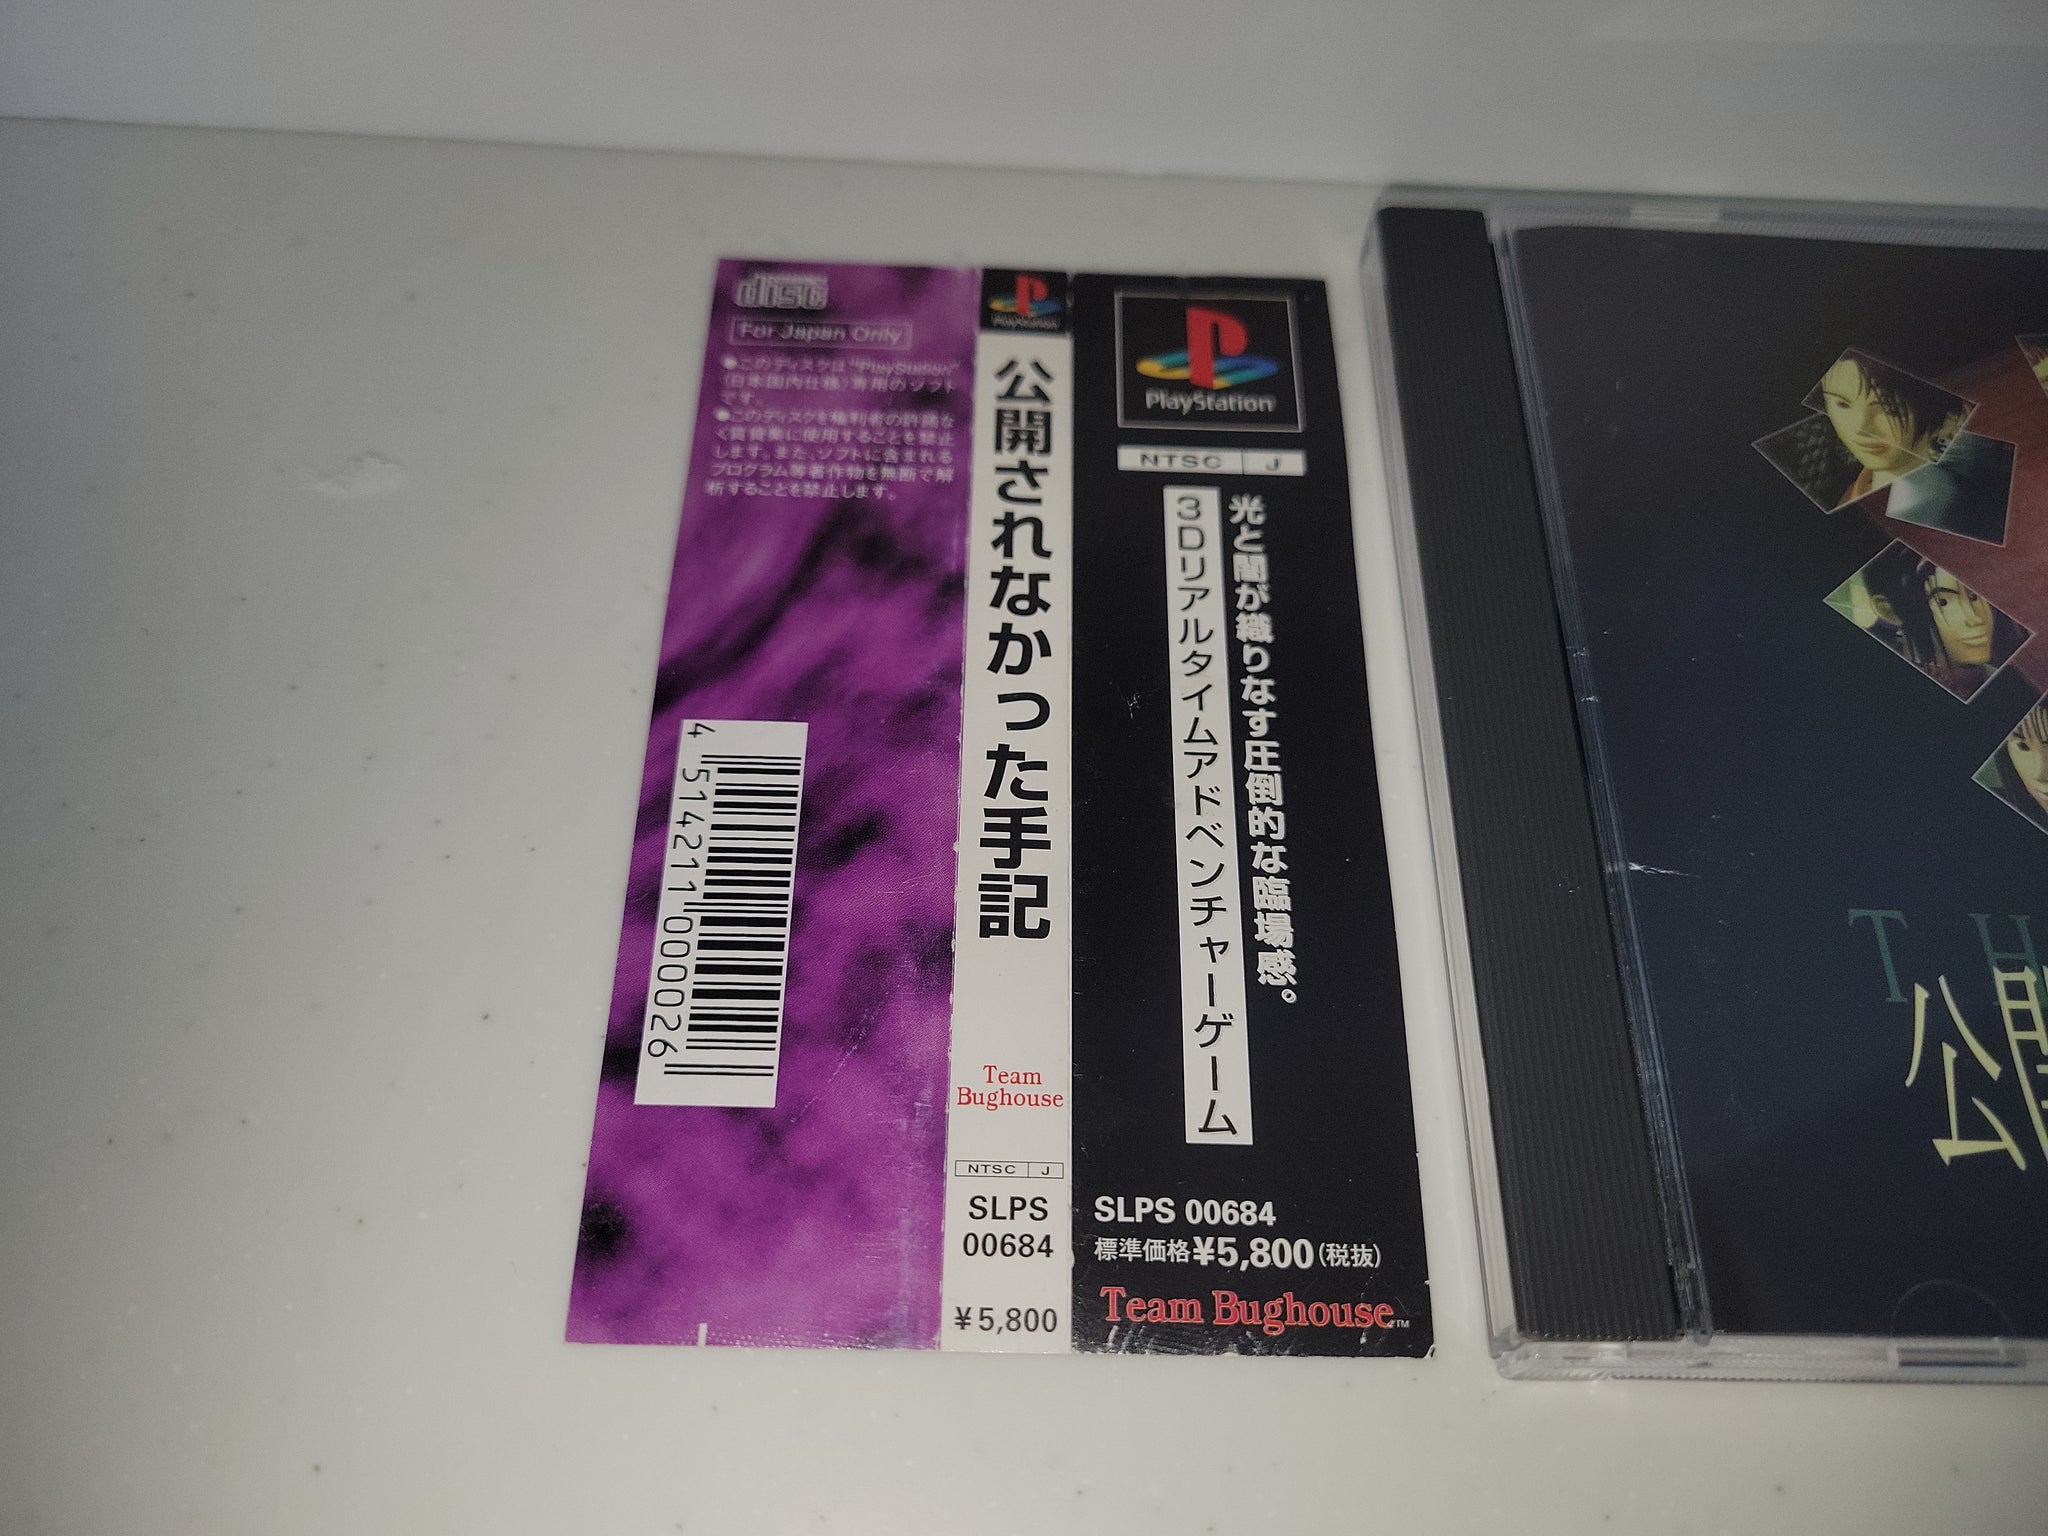 disc
For Japan Only
●このディスクは"PlayStation"
(日本国内仕様)専用のソフト
です。
●このディスクを権利者の許諾な
く賃貸業に使用することを禁止
します。また、ソフトに含まれる
プログラム等著作物を無断で解
析することを禁止します。
4 514211 000026
PlayStation
公開されなかった手記
Team
Bughouse
NTSC J
SLPS
00684
¥5,800
PlayStation
NTSC J
光と闇が織りなす圧倒的な臨場感。
3Dリアルタイムアドベンチャーゲーム
SLPS 00684
標準価格¥5,800(税抜)
Team Bughouse™
T H
公開